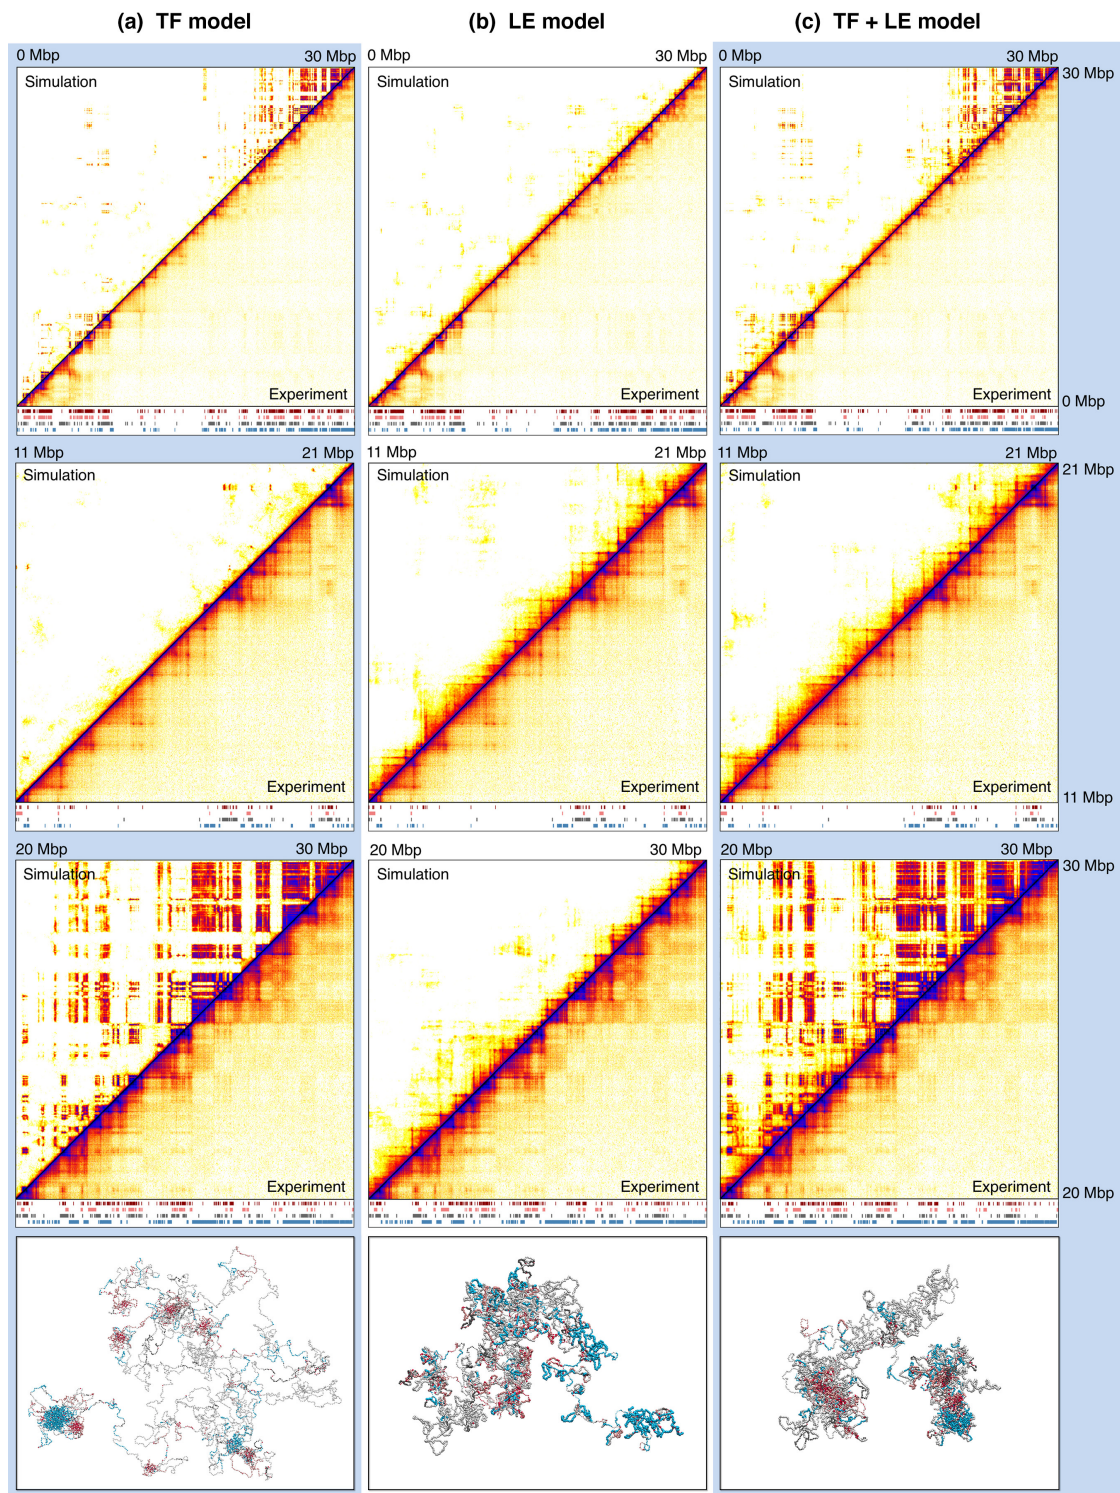 (a) TF model (b) LE model (c) TF + LE model
0 Mbp 30 Mbp 0 Mbp 30 Mbp 0 Mbp 30 Mbp
Simulation Simulation Simulation 30 Mbp
Experiment Experiment Experiment 0 Mbp
11 Mbp 21 Mbp 11 Mbp 21 Mbp 11 Mbp 21 Mbp
Simulation Simulation Simulation 21 Mbp
Experiment Experiment Experiment 11 Mbp
20 Mbp 30 Mbp 20 Mbp 30 Mbp 20 Mbp 30 Mbp
Simulation Simulation Simulation 30 Mbp
Experiment Experiment Experiment 20 Mbp